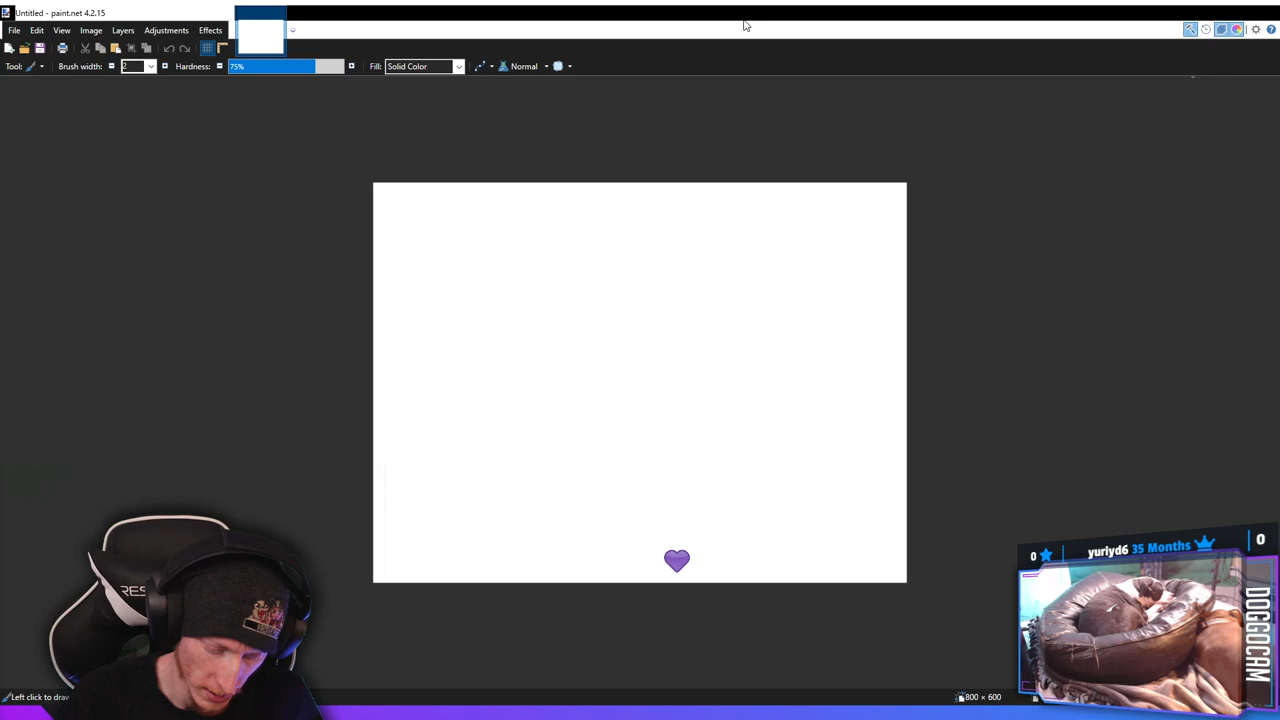 Untitled - paint.net 4.2.15
File Edit View Image Layers Adjustments Effects
Tool: Brush width: 2 Hardness: 75% Fill: Solid Color Normal
RES
0 yuriyd6 35 Months 0
DOGGOCAM
Left click to draw
800 × 600